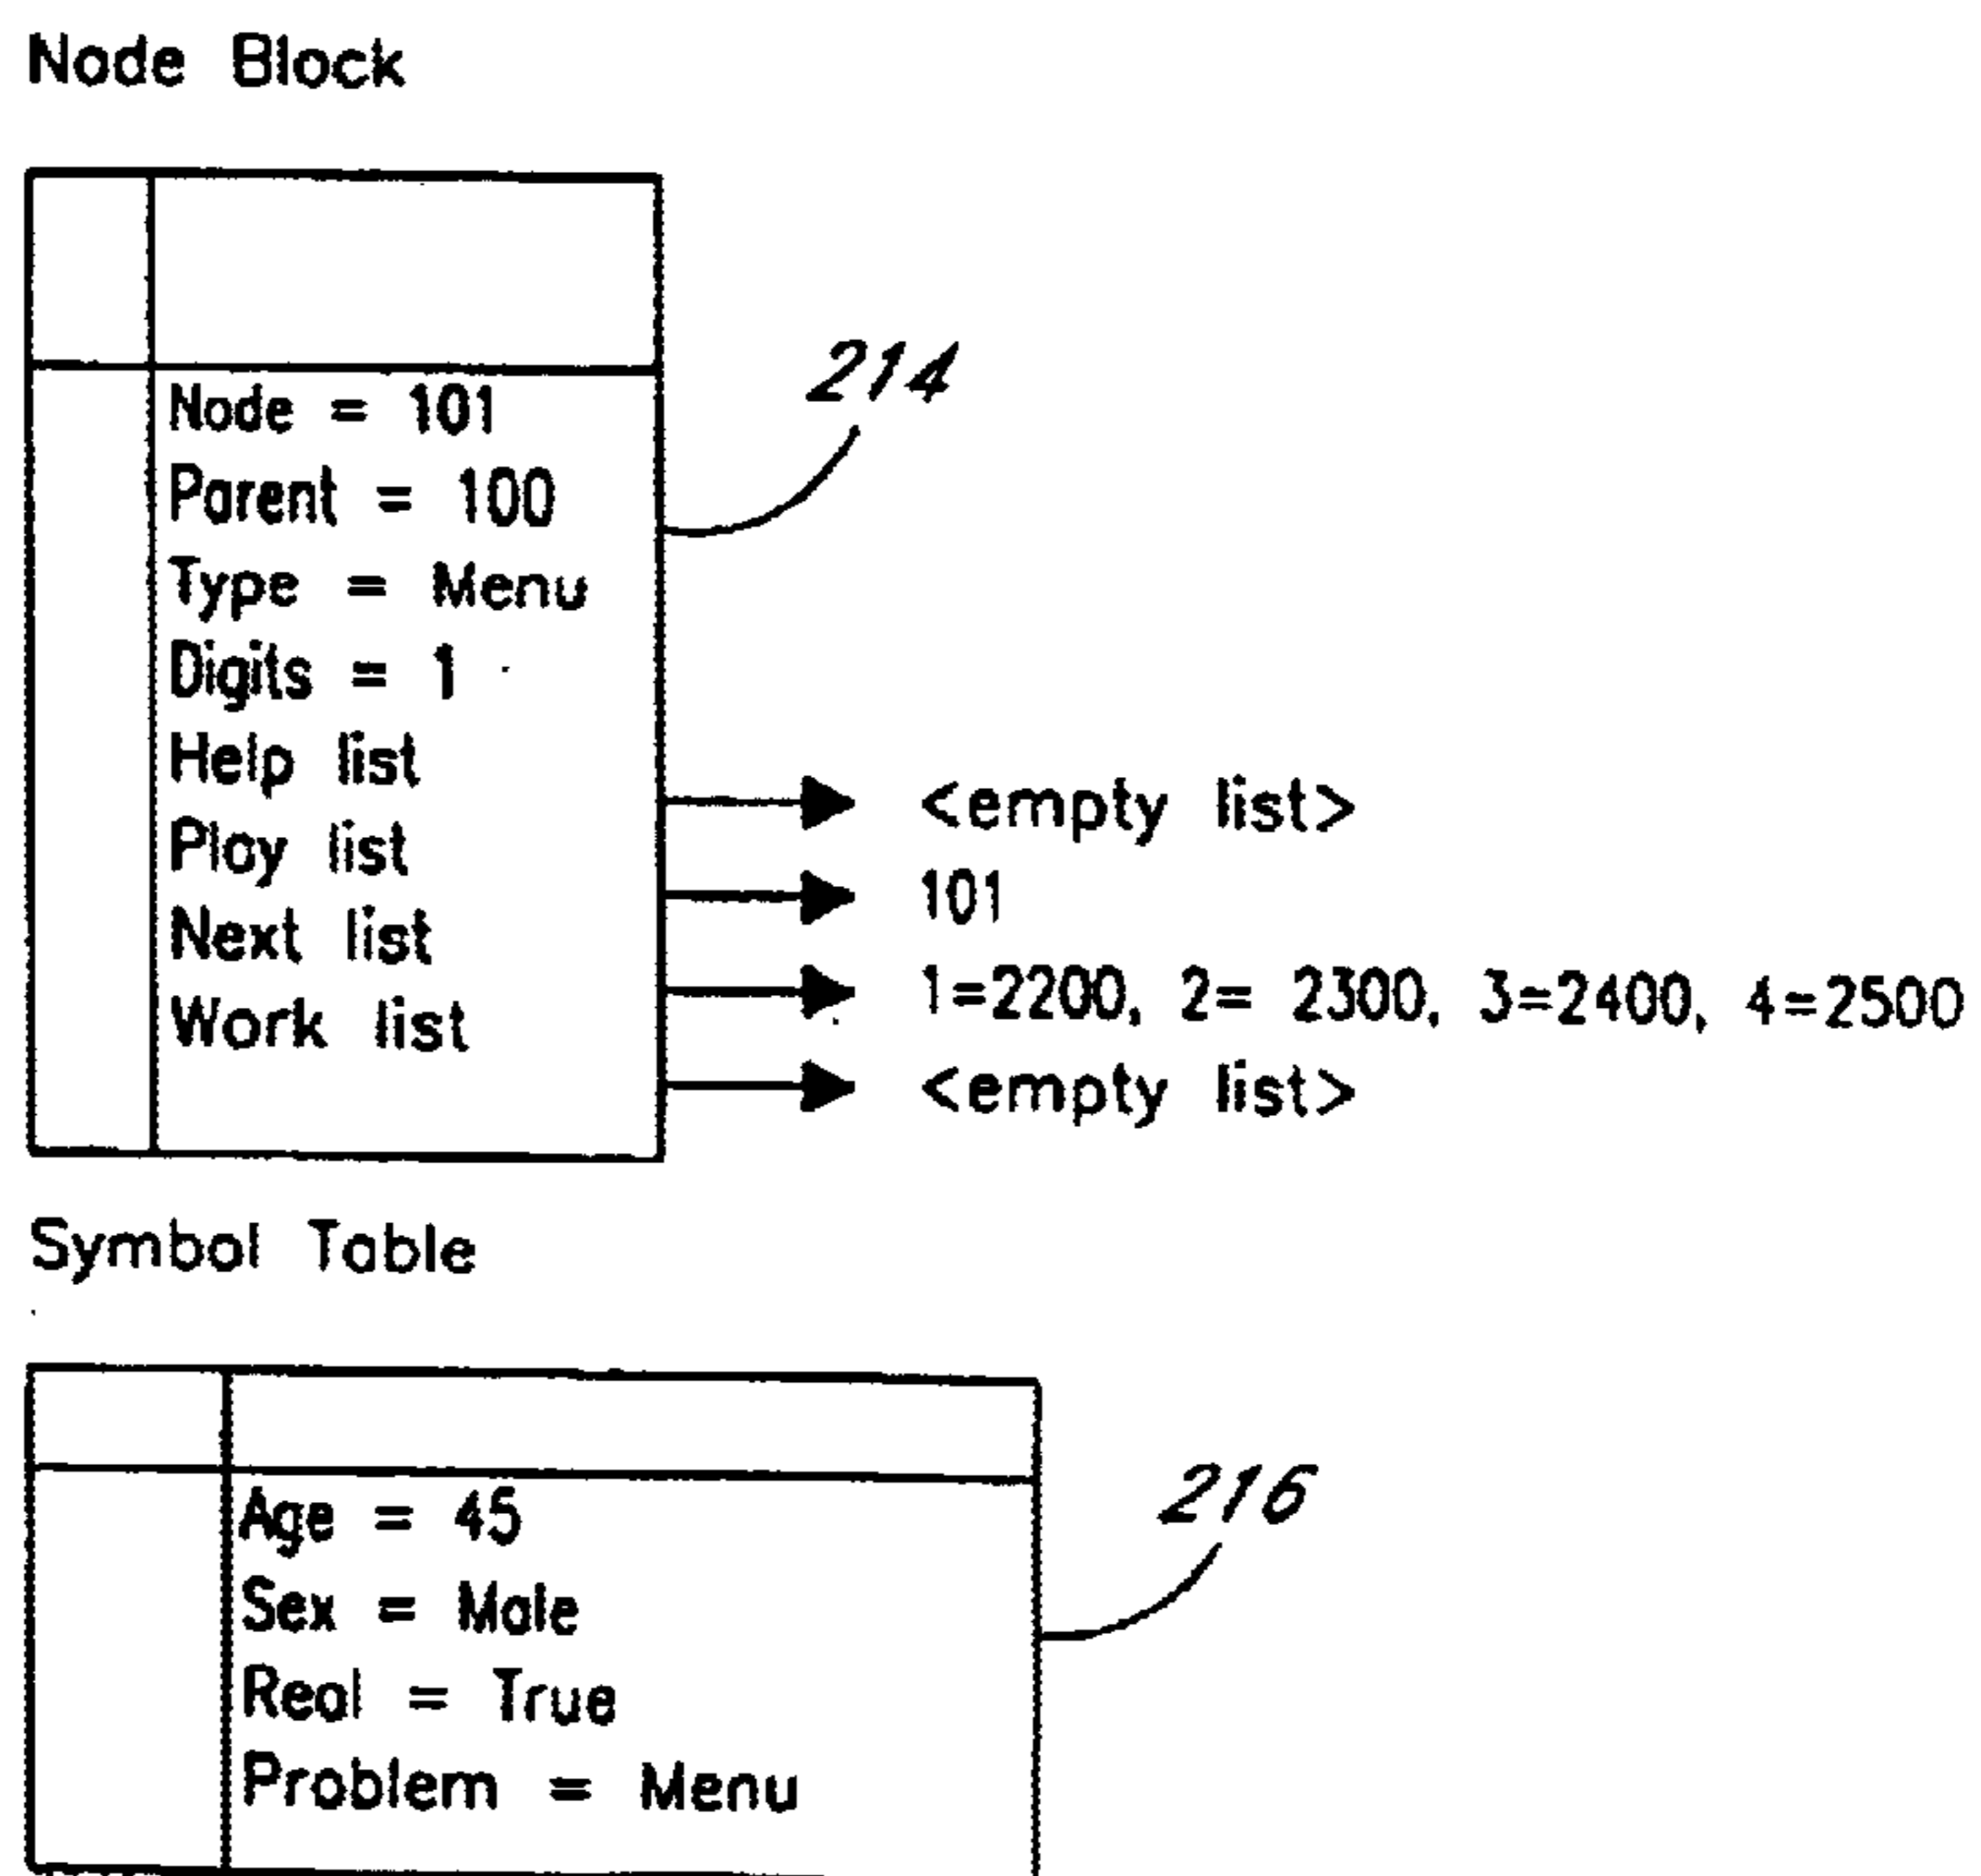 Node Block
214
Node = 101
Parent = 100
Type = Menu
Digits = 1
Help list
<empty list>
Play list
101
Next list
1=2200, 2= 2300, 3=2400, 4=2500
Work list
<empty list>
Symbol Table
216
Age = 45
Sex = Male
Real = True
Problem = Menu